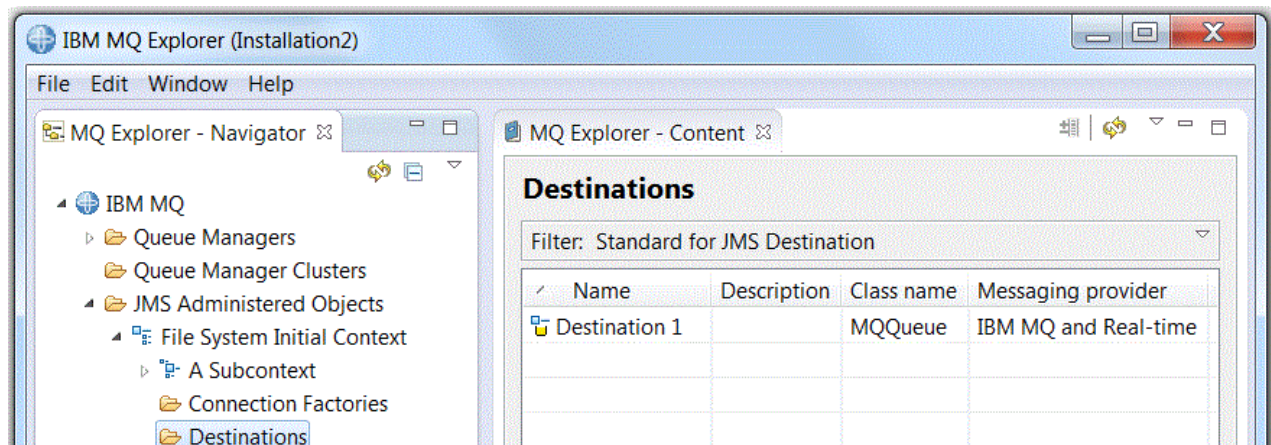 IBM MQ Explorer (Installation2)
File Edit Window Help
MQ Explorer - Navigator
IBM MQ
Queue Managers
Queue Manager Clusters
JMS Administered Objects
File System Initial Context
A Subcontext
Connection Factories
Destinations
MQ Explorer - Content
Destinations
Filter: Standard for JMS Destination
Name Description Class name Messaging provider
Destination 1 MQQueue IBM MQ and Real-time